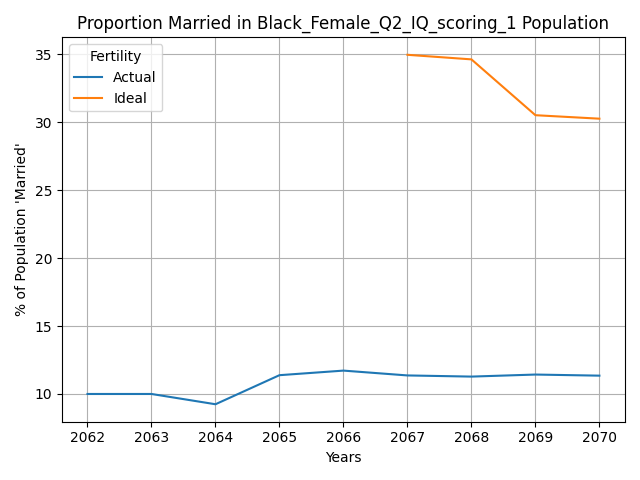 Proportion Married in Black_Female_Q2_IQ_scoring_1 Population
Fertility
Actual
Ideal
% of Population 'Married'
35
30
25
20
15
10
2062 2063 2064 2065 2066 2067 2068 2069 2070
Years